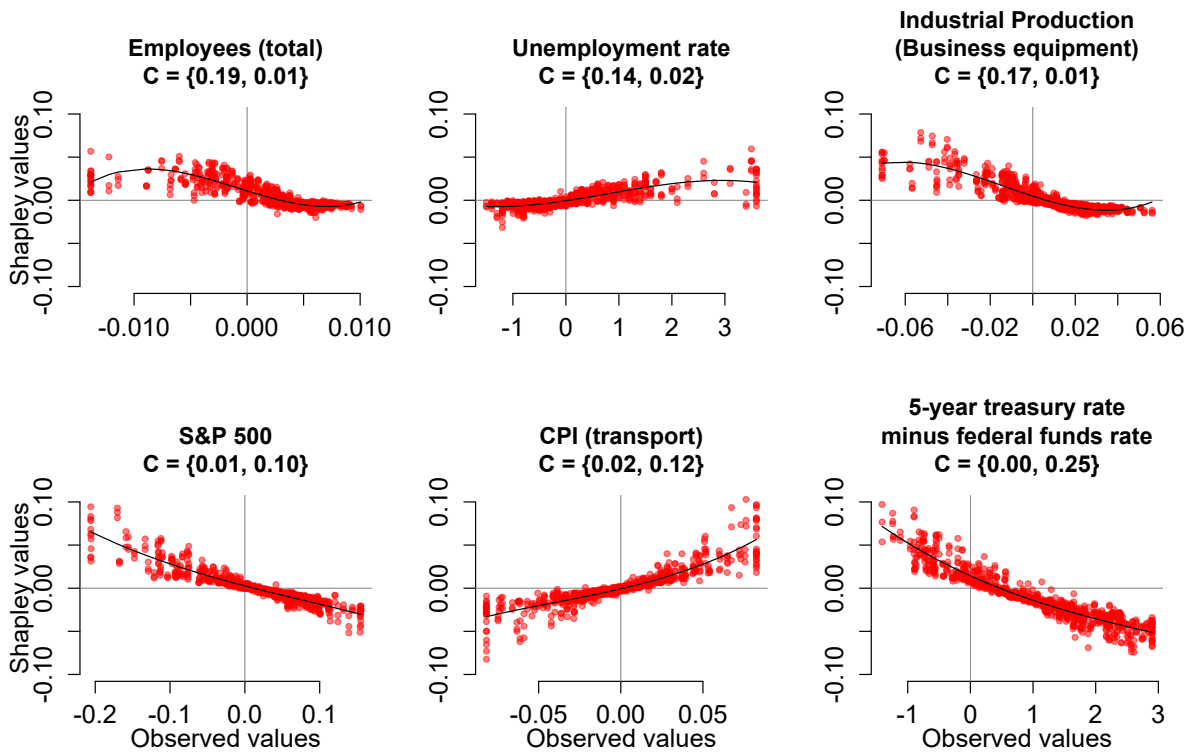 Employees (total)
C = {0.19, 0.01}
Unemployment rate
C = {0.14, 0.02}
Industrial Production
(Business equipment)
C = {0.17, 0.01}
Shapley values
0.10
0.00
-0.10
-0.010 0.000 0.010
0.10
0.00
-0.10
-1 0 1 2 3
0.10
0.00
-0.10
-0.06 -0.02 0.02 0.06
S&P 500
C = {0.01, 0.10}
CPI (transport)
C = {0.02, 0.12}
5-year treasury rate
minus federal funds rate
C = {0.00, 0.25}
Shapley values
0.10
0.00
-0.10
-0.2 -0.1 0.0 0.1
Observed values
0.10
0.00
-0.10
-0.05 0.00 0.05
Observed values
0.10
0.00
-0.10
-1 0 1 2 3
Observed values